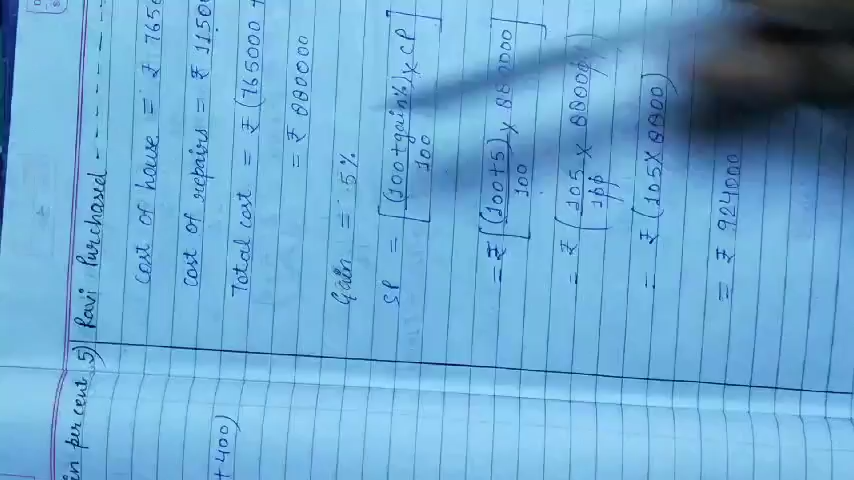 in per cent
+ 400)
5) Ravi Purchased - - - - - - -
Cost of house = ₹ 765
Cost of repairs = ₹ 1150
Total cost = ₹ (765000 +
= ₹ 880000
Gain = 5%
SP = [(100+gain%)/100 × CP]
= ₹ [(100+5)/100 × 880000]
= ₹ (105/100 × 880000)
= ₹ (105×8800)
= ₹ 924000